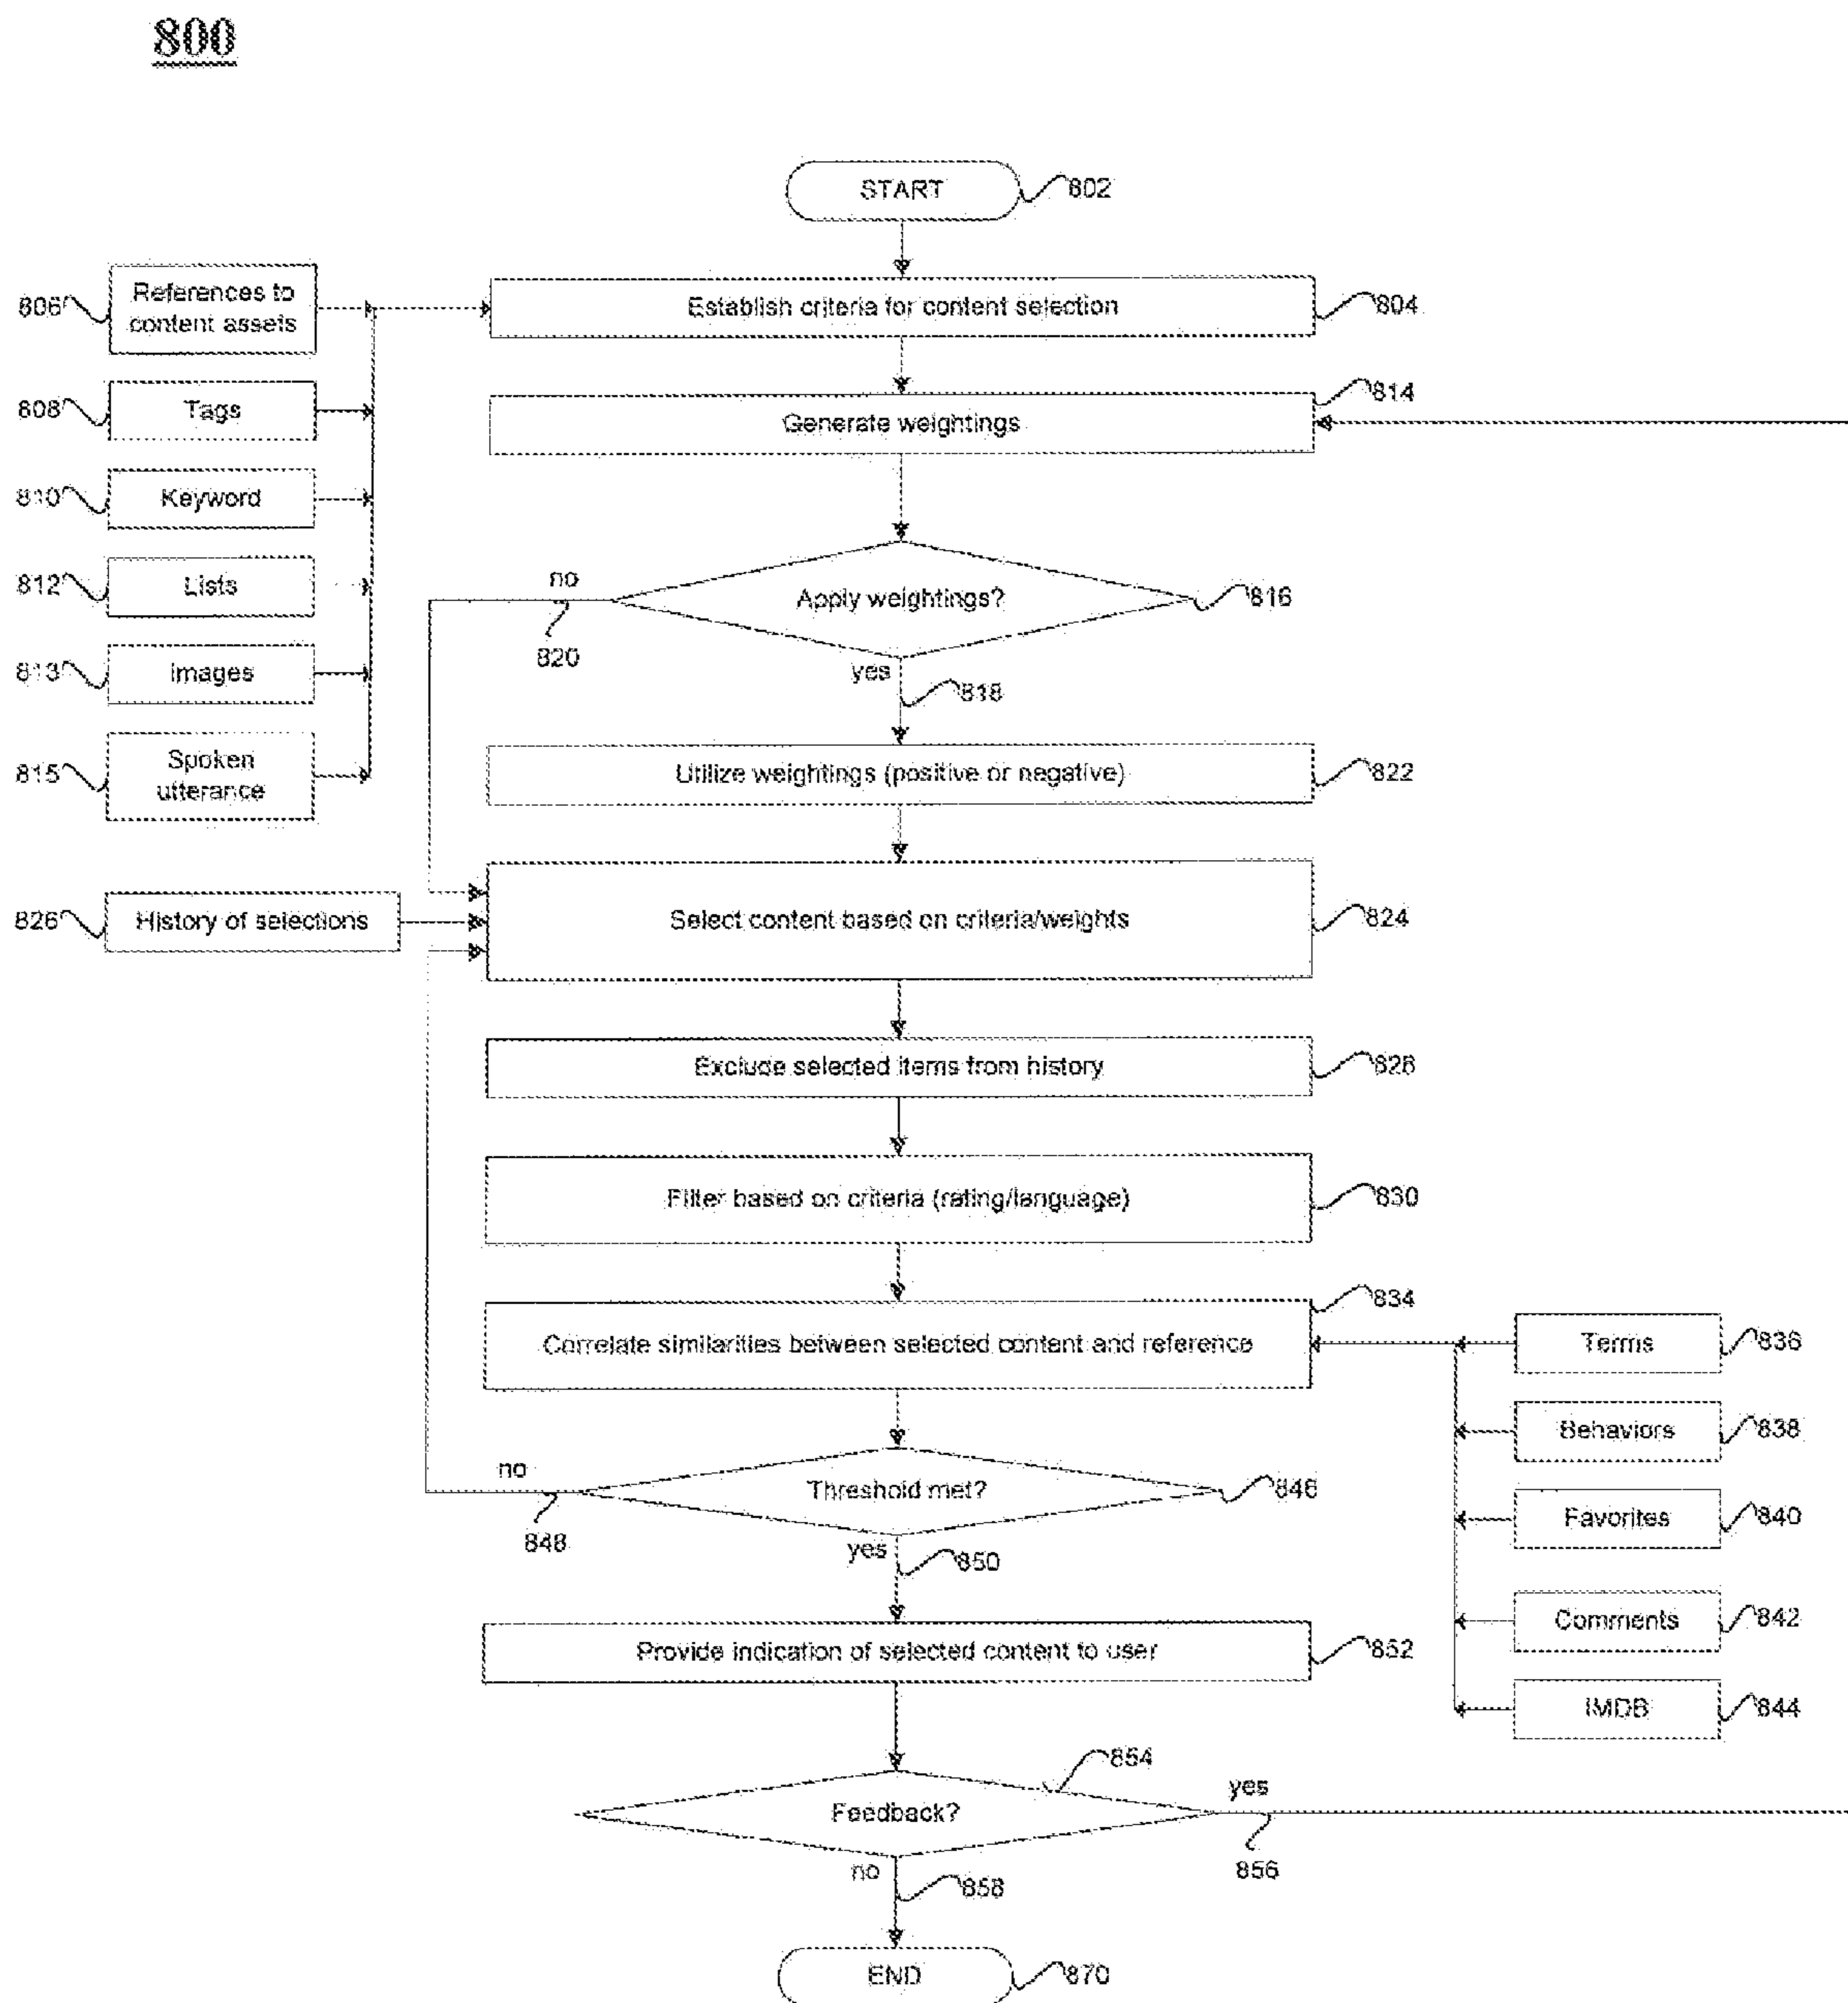 800
START
802
References to
content assets
806
Establish criteria for content selection
804
Tags
808
Generate weightings
814
Keyword
810
Lists
812
Images
813
Spoken
utterance
815
Apply weightings?
816
no
820
yes
818
Utilize weightings (positive or negative)
822
History of selections
826
Select content based on criteria/weights
824
Exclude selected items from history
828
Filter based on criteria (rating/language)
830
Correlate similarities between selected content and reference
834
Terms
836
Behaviors
838
Favorites
840
Comments
842
IMDB
844
Threshold met?
846
no
848
yes
850
Provide indication of selected content to user
852
Feedback?
854
yes
856
no
858
END
870